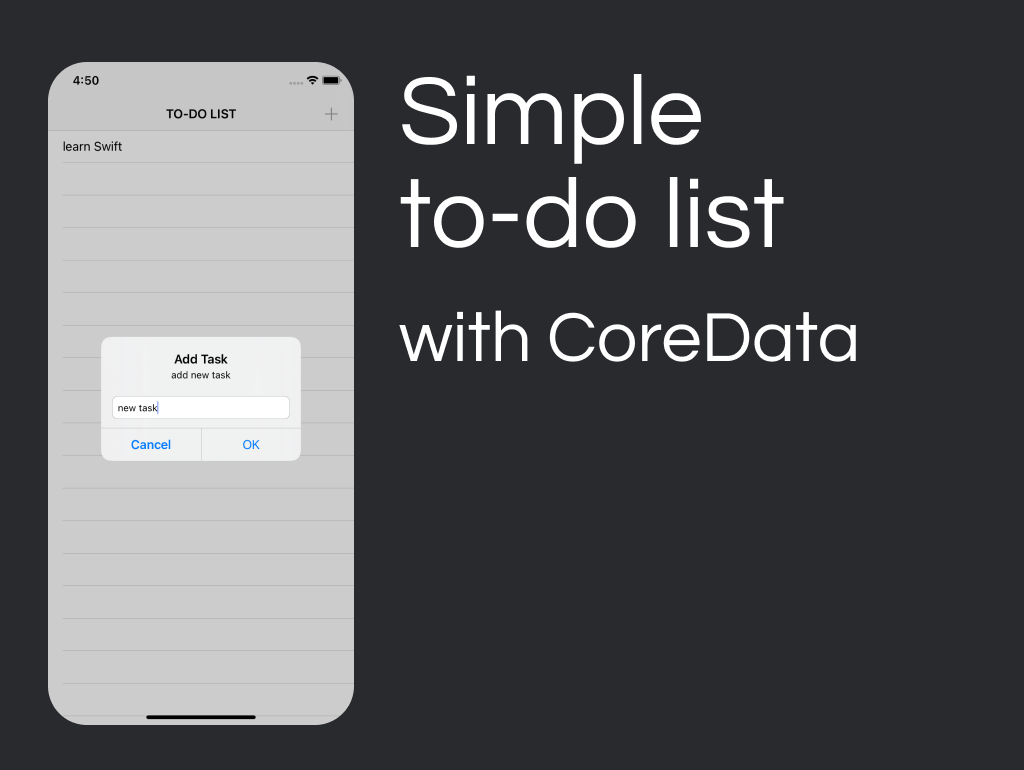 4:50
TO-DO LIST
learn Swift
Add Task
add new task
new task
Cancel OK
Simple
to-do list
with CoreData